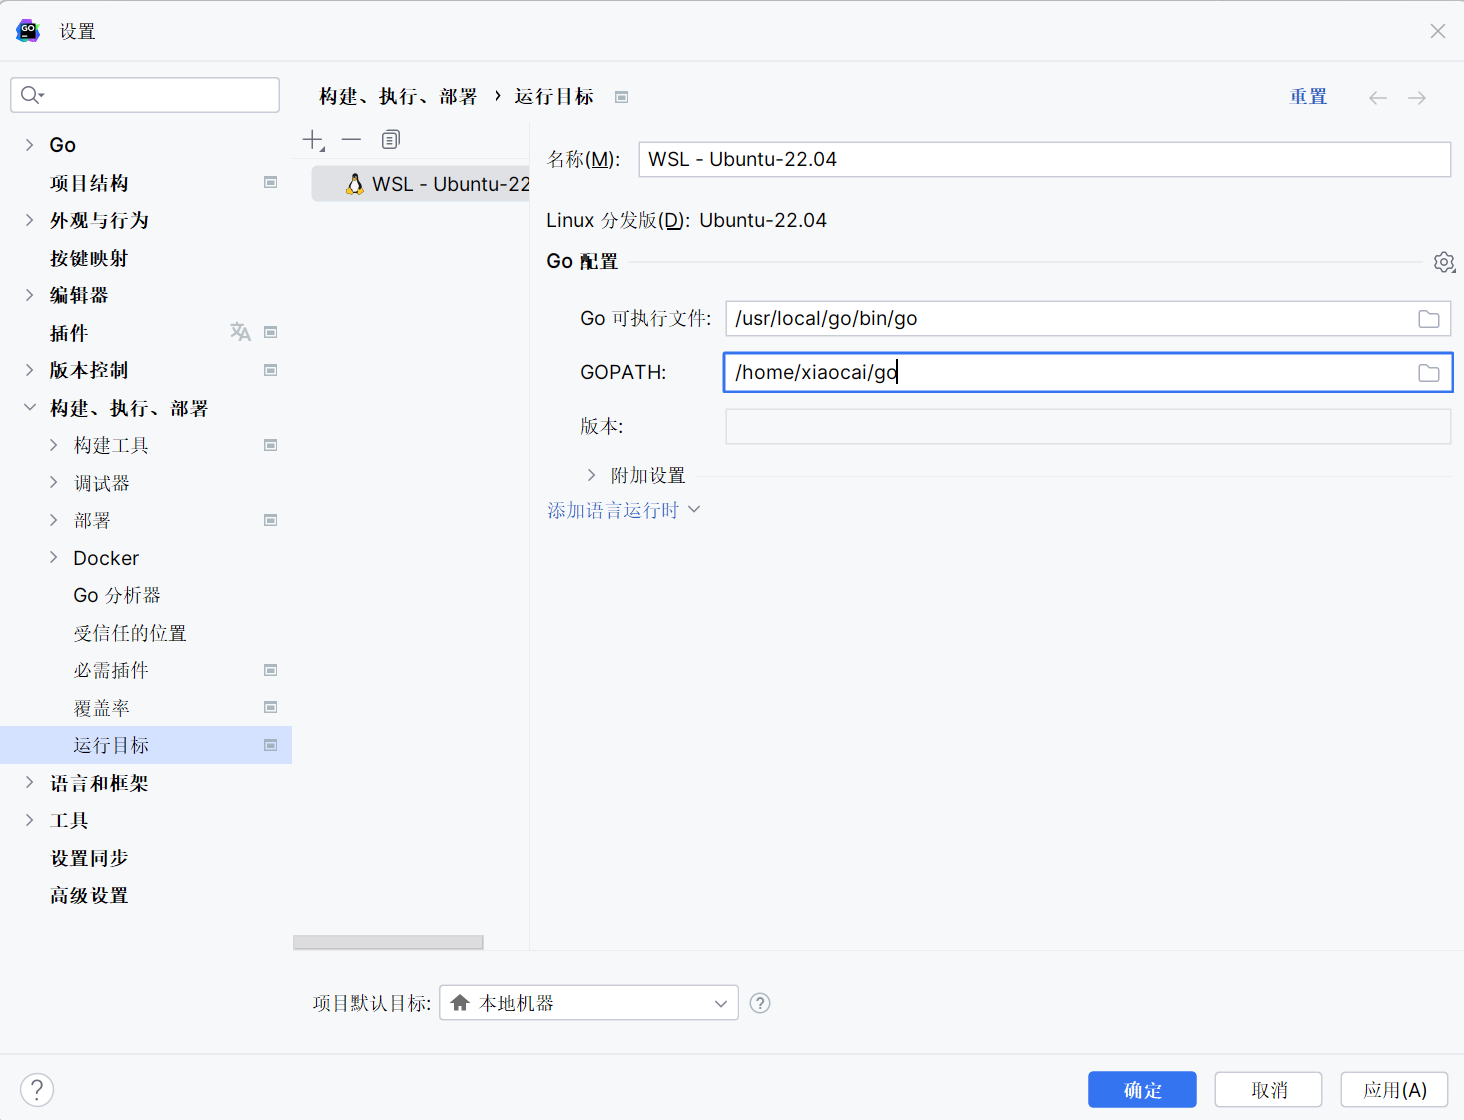 设置
Go
项目结构
外观与行为
按键映射
编辑器
插件
版本控制
构建、执行、部署
构建工具
调试器
部署
Docker
Go 分析器
受信任的位置
必需插件
覆盖率
运行目标
语言和框架
工具
设置同步
高级设置
构建、执行、部署 › 运行目标
重置
WSL - Ubuntu-22
名称(M): WSL - Ubuntu-22.04
Linux 分发版(D): Ubuntu-22.04
Go 配置
Go 可执行文件: /usr/local/go/bin/go
GOPATH: /home/xiaocai/go
版本:
附加设置
添加语言运行时
项目默认目标: 本地机器 ?
? 确定 取消 应用(A)